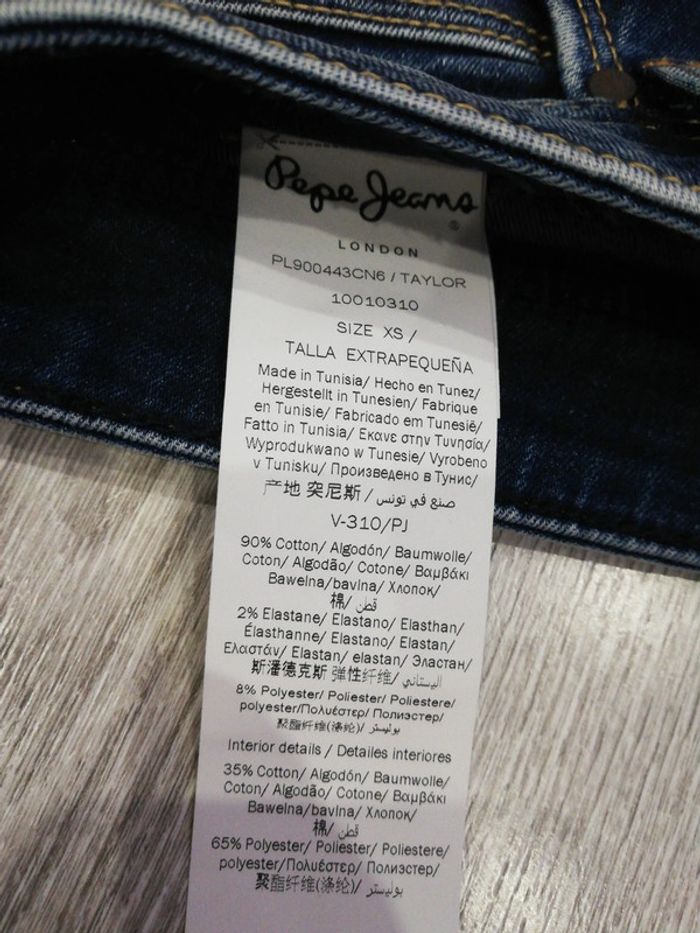 Pepe Jeans
®
LONDON
PL900443CN6 / TAYLOR
10010310
SIZE XS /
TALLA EXTRAPEQUEÑA
Made in Tunisia/ Hecho en Tunez/
Hergestellt in Tunesien/ Fabrique
en Tunisie/ Fabricado em Tunesië/
Fatto in Tunisia/ Εκανε στην Τυνησία/
Wyprodukwano w Tunesie/ Vyrobeno
v Tunisku/ Произведено в Тунис/
产地 突尼斯 / صنع في تونس
V-310/PJ
90% Cotton/ Algodón/ Baumwolle/
Coton/ Algodão/ Cotone/ Βαμβάκι
Bawelna/bavlna/ Хлопок/
棉/ قطن
2% Elastane/ Elastano/ Elasthan/
Élasthanne/ Elastano/ Elastan/
Ελαστάν/ Elastan/ elastan/ Эластан/
斯潘德克斯 弹性纤维/ اليستاني
8% Polyester/ Poliester/ Poliestere/
polyester/Πολυέστερ/ Полиэстер/
聚酯纤维(涤纶)/ بوليستر
Interior details / Detailes interiores
35% Cotton/ Algodón/ Baumwolle/
Coton/ Algodão/ Cotone/ Βαμβάκι
Bawelna/bavlna/ Хлопок/
棉/ قطن
65% Polyester/ Poliester/ Poliestere/
polyester/Πολυέστερ/ Полиэстер/
聚酯纤维(涤纶)/ بوليستر